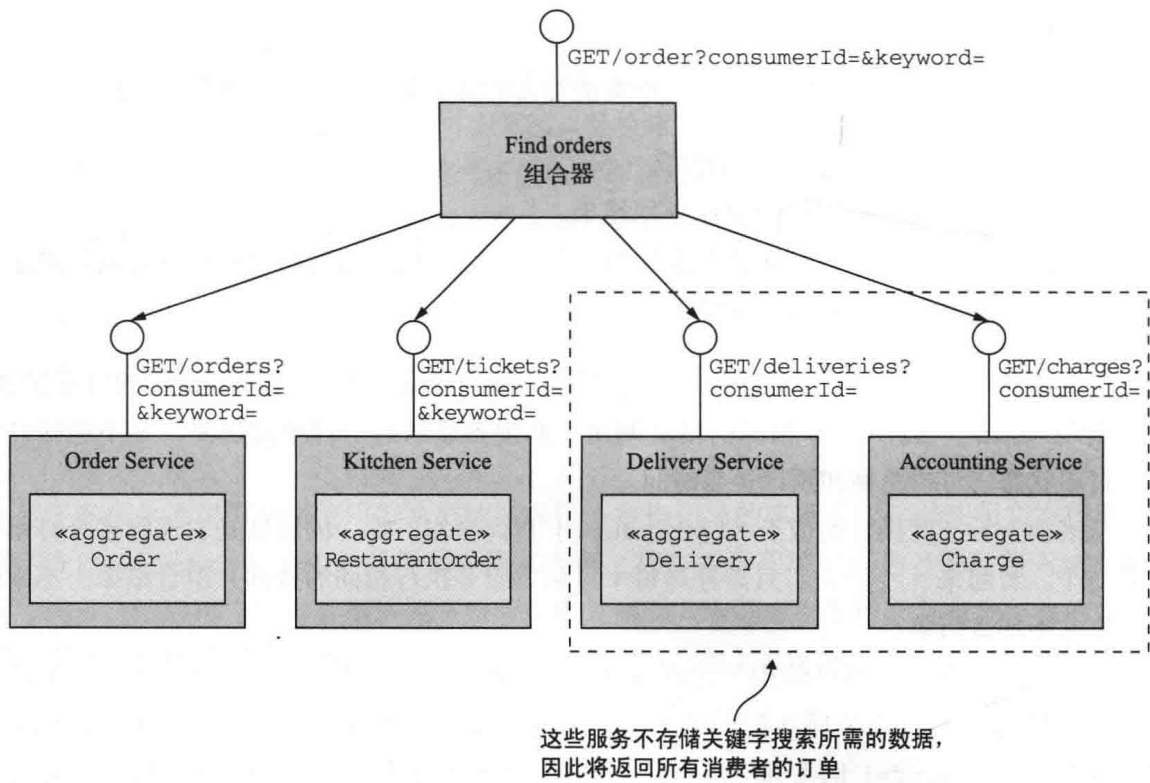 GET/order?consumerId=&keyword=
Find orders
组合器
GET/orders?
consumerId=
&keyword=
GET/tickets?
consumerId=
&keyword=
GET/deliveries?
consumerId=
GET/charges?
consumerId=
Order Service
«aggregate»
Order
Kitchen Service
«aggregate»
RestaurantOrder
Delivery Service
«aggregate»
Delivery
Accounting Service
«aggregate»
Charge
这些服务不存储关键字搜索所需的数据，
因此将返回所有消费者的订单